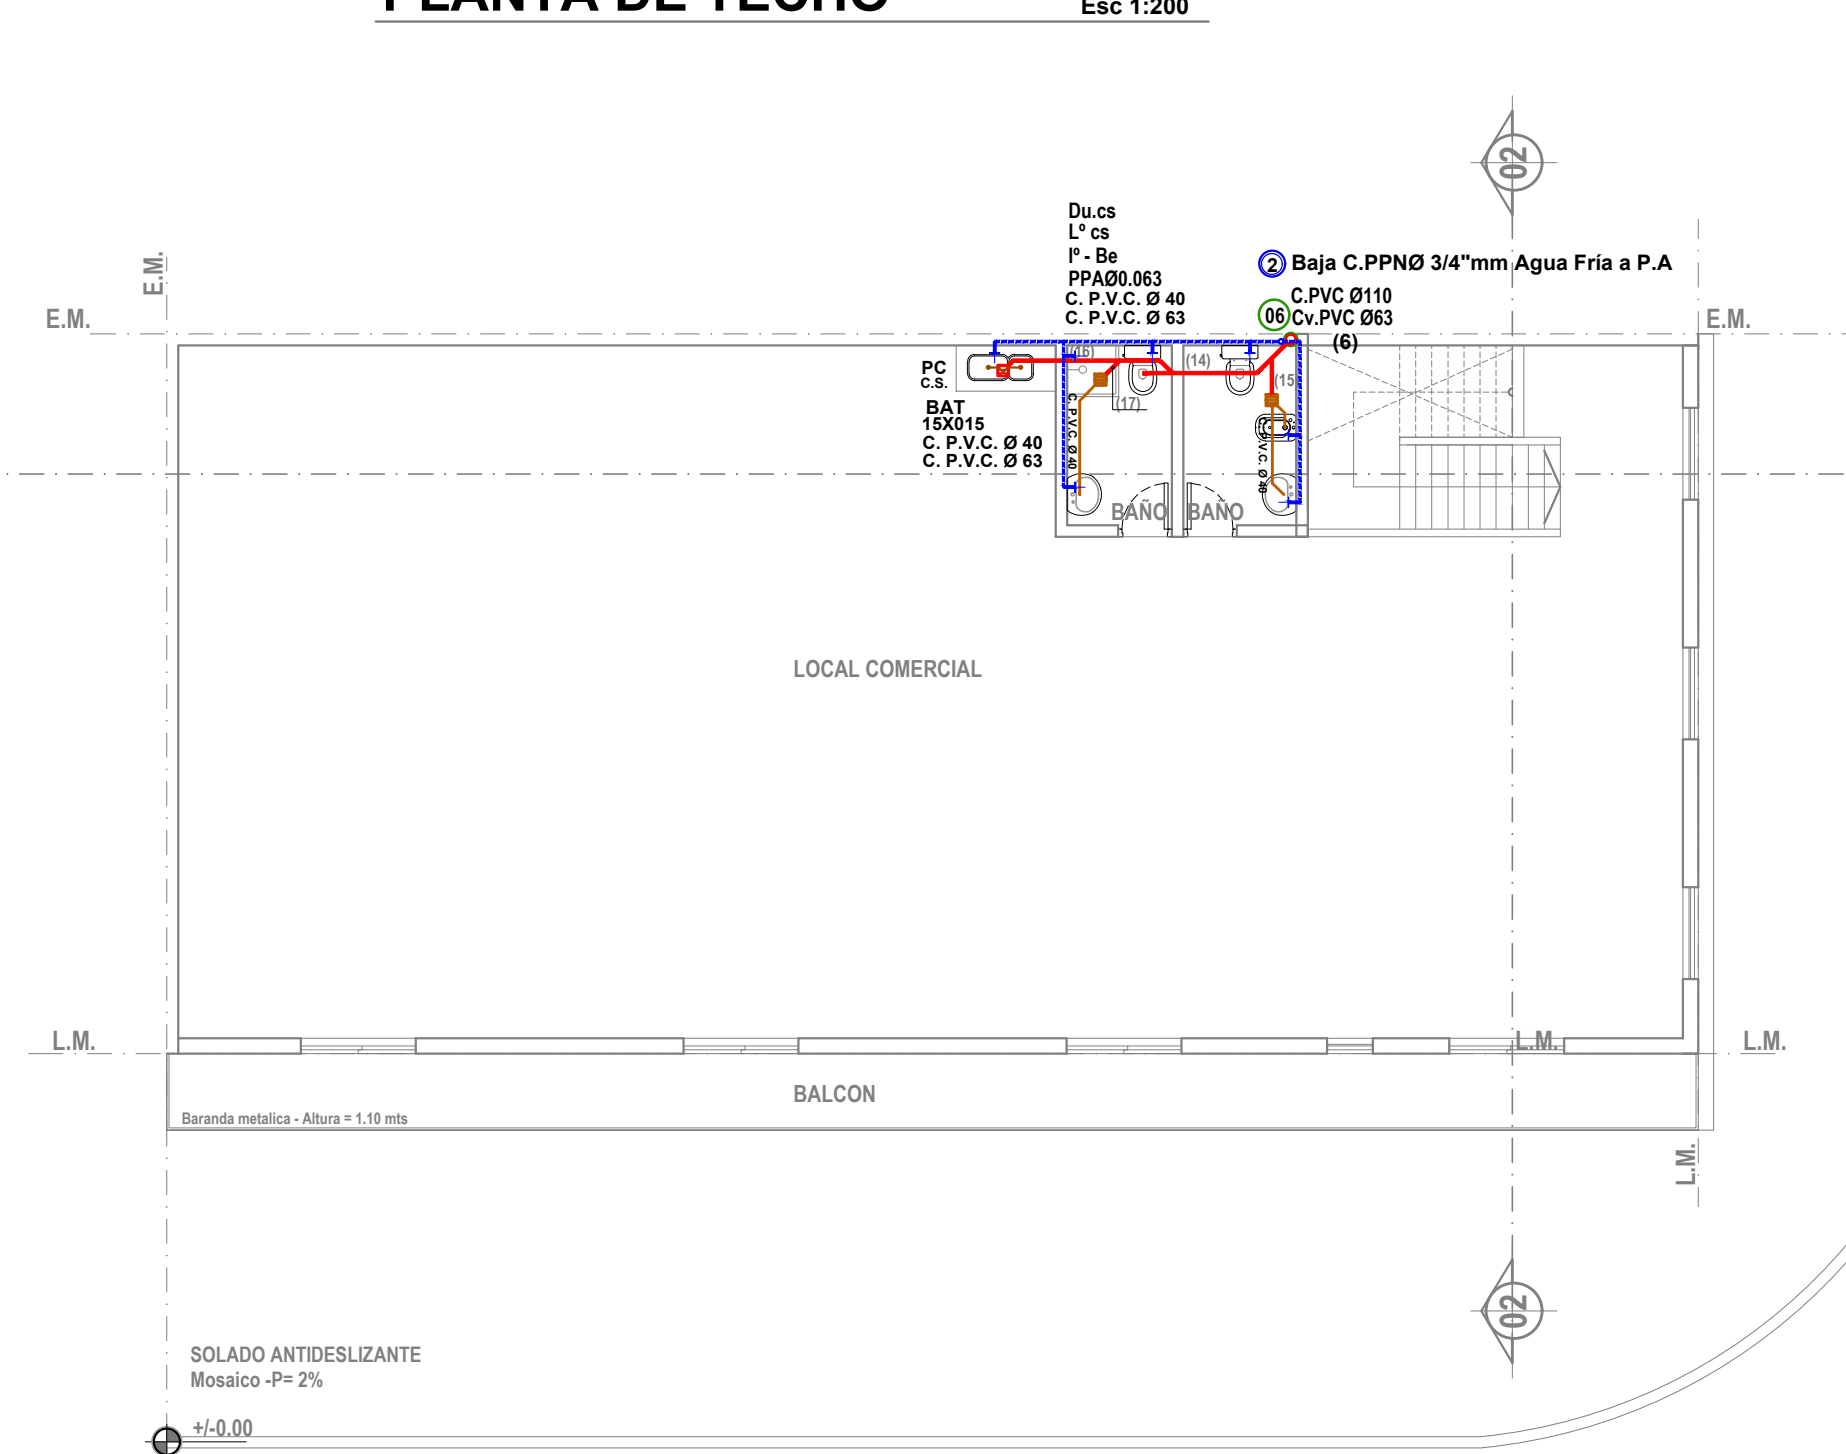 PLANTA DE TECHO
Esc 1:200
02
Du.cs
Lº cs
Iº - Be
PPAØ0.063
C. P.V.C. Ø 40
C. P.V.C. Ø 63
2 Baja C.PPNØ 3/4"mm Agua Fría a P.A
06 C.PVC Ø110
Cv.PVC Ø63
(6)
E.M.
E.M.
E.M.
(16)
(14)
(15
(17)
PC
C.S.
BAT
15X015
C. P.V.C. Ø 40
C. P.V.C. Ø 63
C. P.V.C. Ø 40
C. P.V.C. Ø 40
BAÑO
BAÑO
LOCAL COMERCIAL
L.M.
L.M.
L.M.
BALCON
Baranda metalica - Altura = 1.10 mts
L.M.
02
SOLADO ANTIDESLIZANTE
Mosaico -P= 2%
+/-0.00